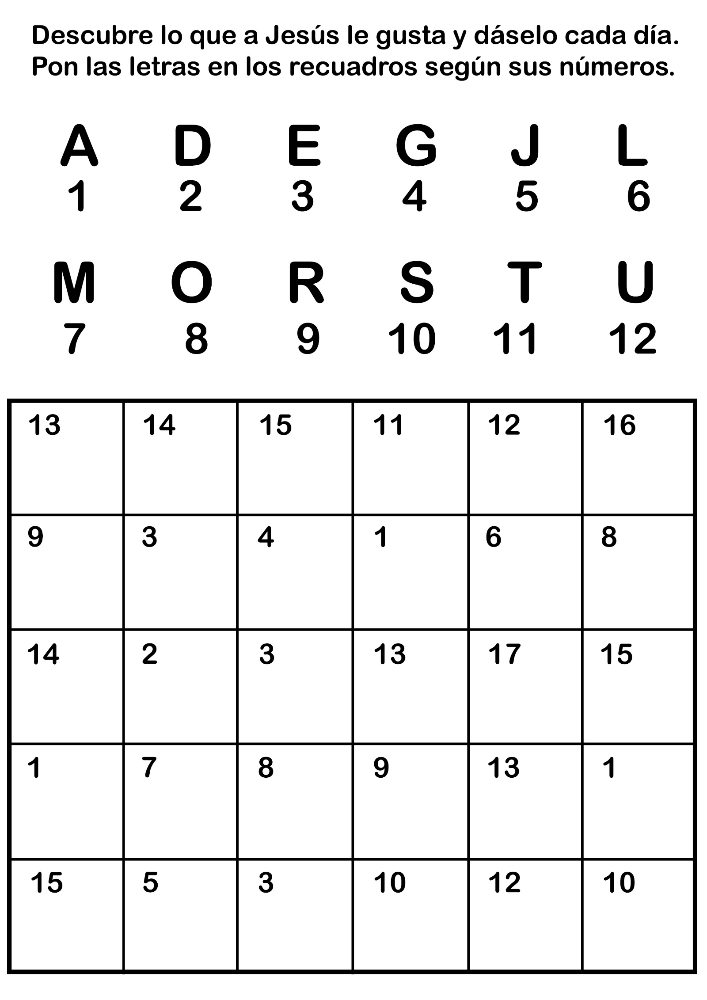 Descubre lo que a Jesús le gusta y dáselo cada día.
Pon las letras en los recuadros según sus números.
A D E G J L
1 2 3 4 5 6
M O R S T U
7 8 9 10 11 12
13 14 15 11 12 16
9 3 4 1 6 8
14 2 3 13 17 15
1 7 8 9 13 1
15 5 3 10 12 10